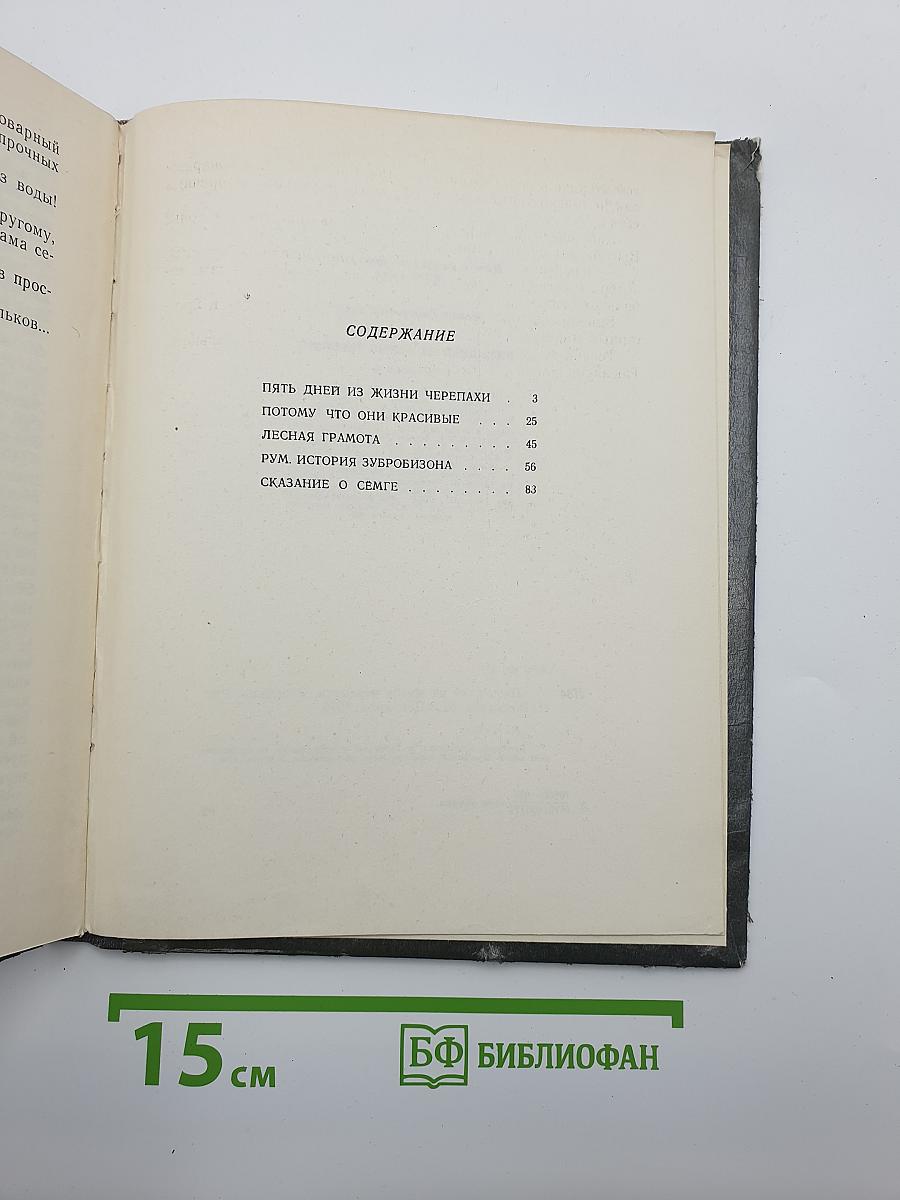 оварный
прочных
з воды!
ругому,
ама се-
в прос-
льков...
СОДЕРЖАНИЕ
ПЯТЬ ДНЕЙ ИЗ ЖИЗНИ ЧЕРЕПАХИ . 3
ПОТОМУ ЧТО ОНИ КРАСИВЫЕ . . . 25
ЛЕСНАЯ ГРАМОТА . . . . . . . . . 45
РУМ. ИСТОРИЯ ЗУБРОБИЗОНА . . . . 56
СКАЗАНИЕ О СЕМГЕ . . . . . . . . 83
15 см
БФ БИБЛИОФАН